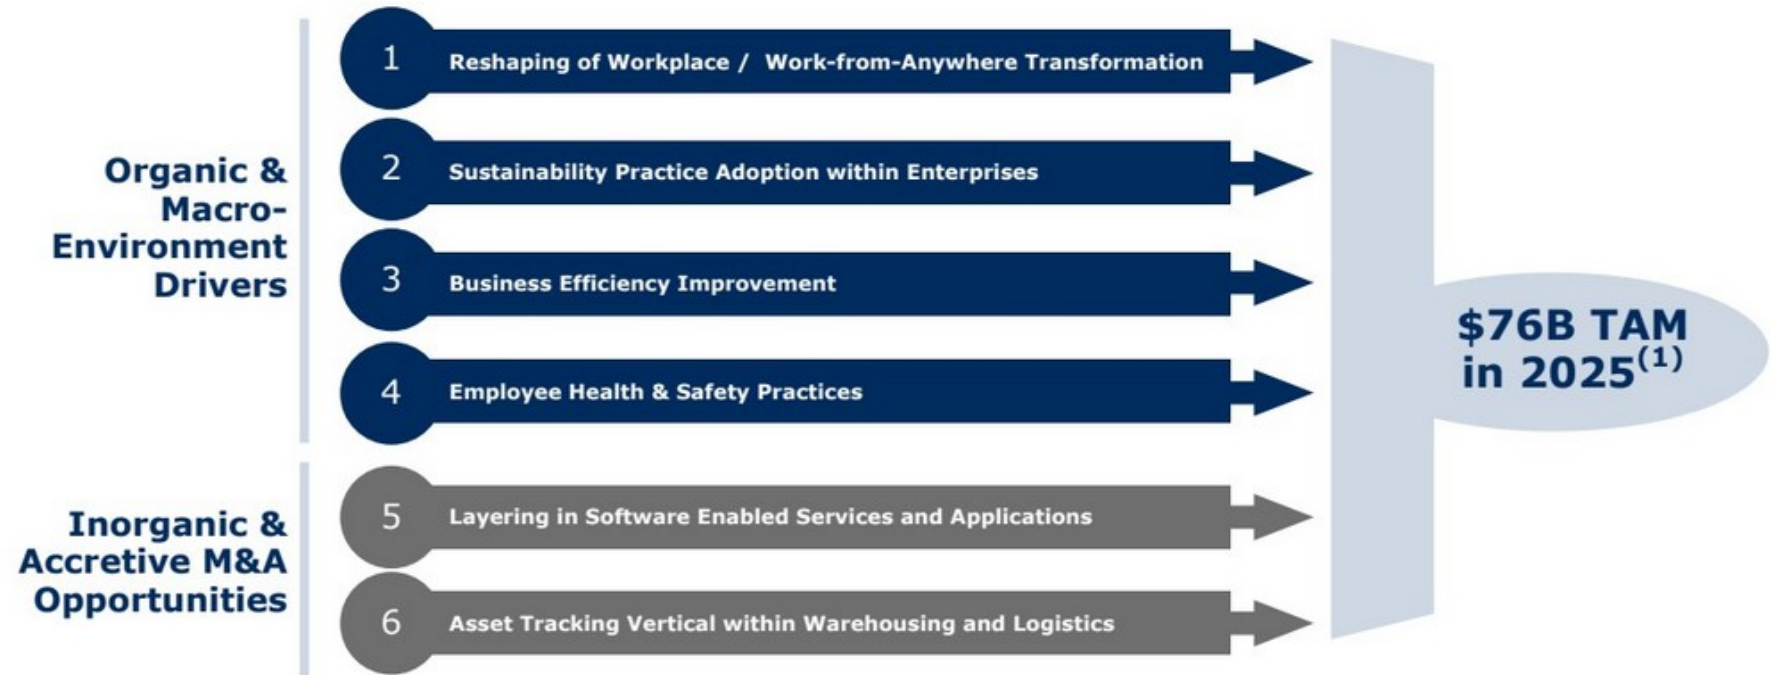 Organic &
Macro-
Environment
Drivers
1
Reshaping of Workplace / Work-from-Anywhere Transformation
2
Sustainability Practice Adoption within Enterprises
3
Business Efficiency Improvement
4
Employee Health & Safety Practices
Inorganic &
Accretive M&A
Opportunities
5
Layering in Software Enabled Services and Applications
6
Asset Tracking Vertical within Warehousing and Logistics
$76B TAM
in 2025(1)